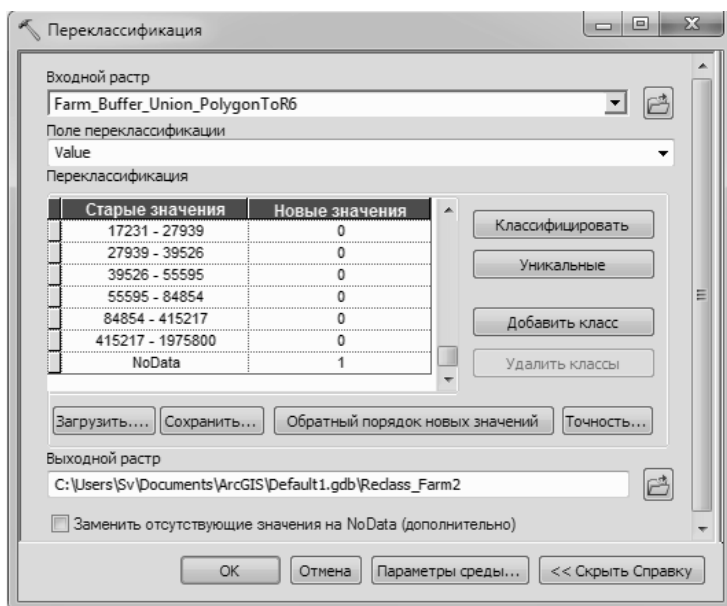 Переклассификация
Входной растр
Farm_Buffer_Union_PolygonToR6
Поле переклассификации
Value
Переклассификация
Старые значения Новые значения
17231 - 27939 0
27939 - 39526 0
39526 - 55595 0
55595 - 84854 0
84854 - 415217 0
415217 - 1975800 0
NoData 1
Классифицировать
Уникальные
Добавить класс
Удалить классы
Загрузить.... Сохранить... Обратный порядок новых значений Точность...
Выходной растр
C:\Users\Sv\Documents\ArcGIS\Default1.gdb\Reclass_Farm2
Заменить отсутствующие значения на NoData (дополнительно)
OK Отмена Параметры среды... << Скрыть Справку